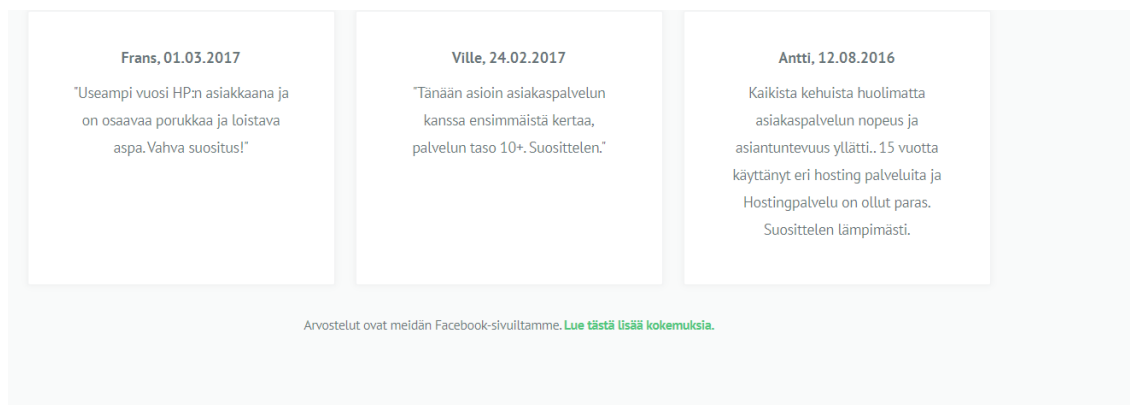 Frans, 01.03.2017
"Useampi vuosi HP:n asiakkaana ja
on osaavaa porukkaa ja loistava
aspa. Vahva suositus!"
Ville, 24.02.2017
"Tänään asioin asiakaspalvelun
kanssa ensimmäistä kertaa,
palvelun taso 10+. Suosittelen."
Antti, 12.08.2016
Kaikista kehuista huolimatta
asiakaspalvelun nopeus ja
asiantuntevuus yllätti.. 15 vuotta
käyttänyt eri hosting palveluita ja
Hostingpalvelu on ollut paras.
Suosittelen lämpimästi.
Arvostelut ovat meidän Facebook-sivuiltamme. Lue tästä lisää kokemuksia.